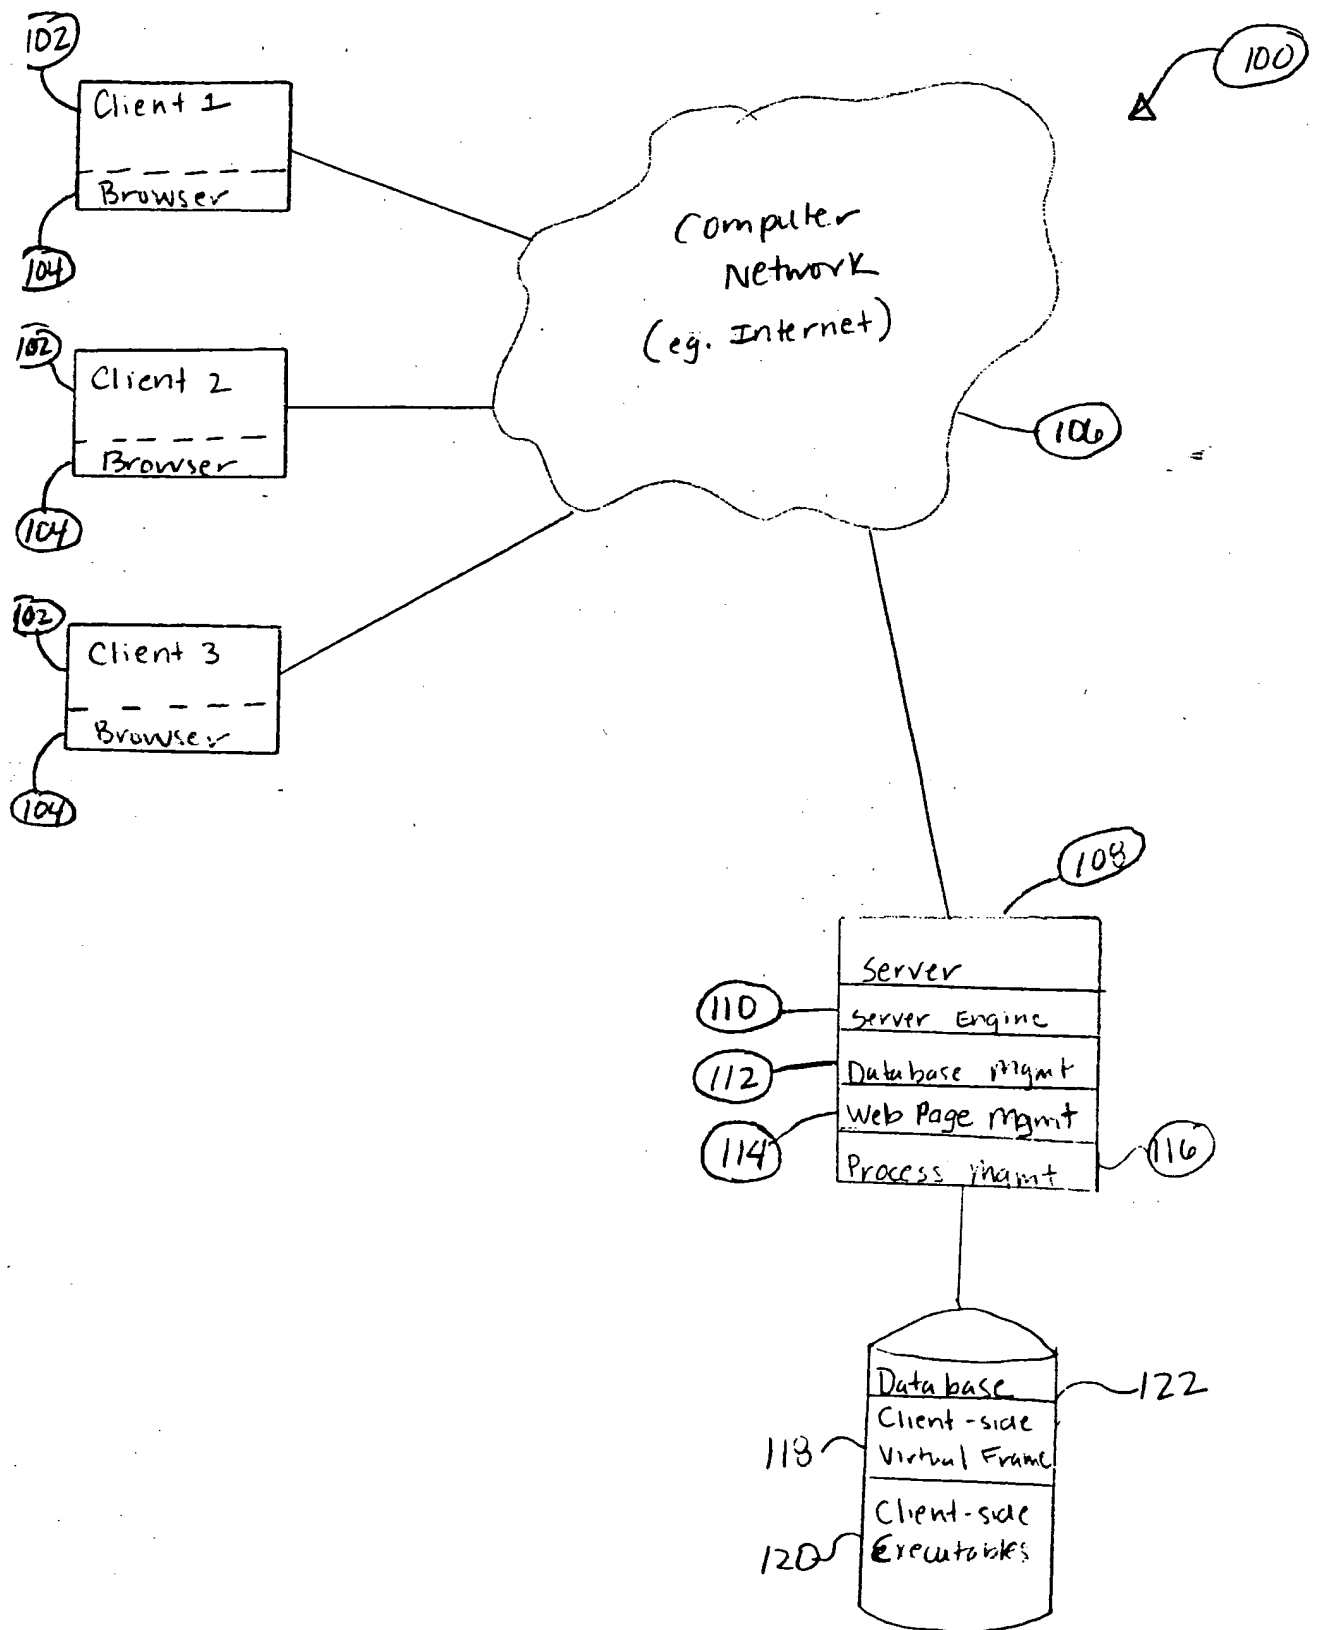 102
100
Client 1
Browser
104
Computer
Network
(eg. Internet)
102
Client 2
Browser
104
106
102
Client 3
Browser
104
108
Server
110
Server Engine
112
Database Mgmt
114
Web Page Mgmt
116
Process Mgmt
Database
122
Client-side
Virtual Frame
118
Client-side
Executables
120